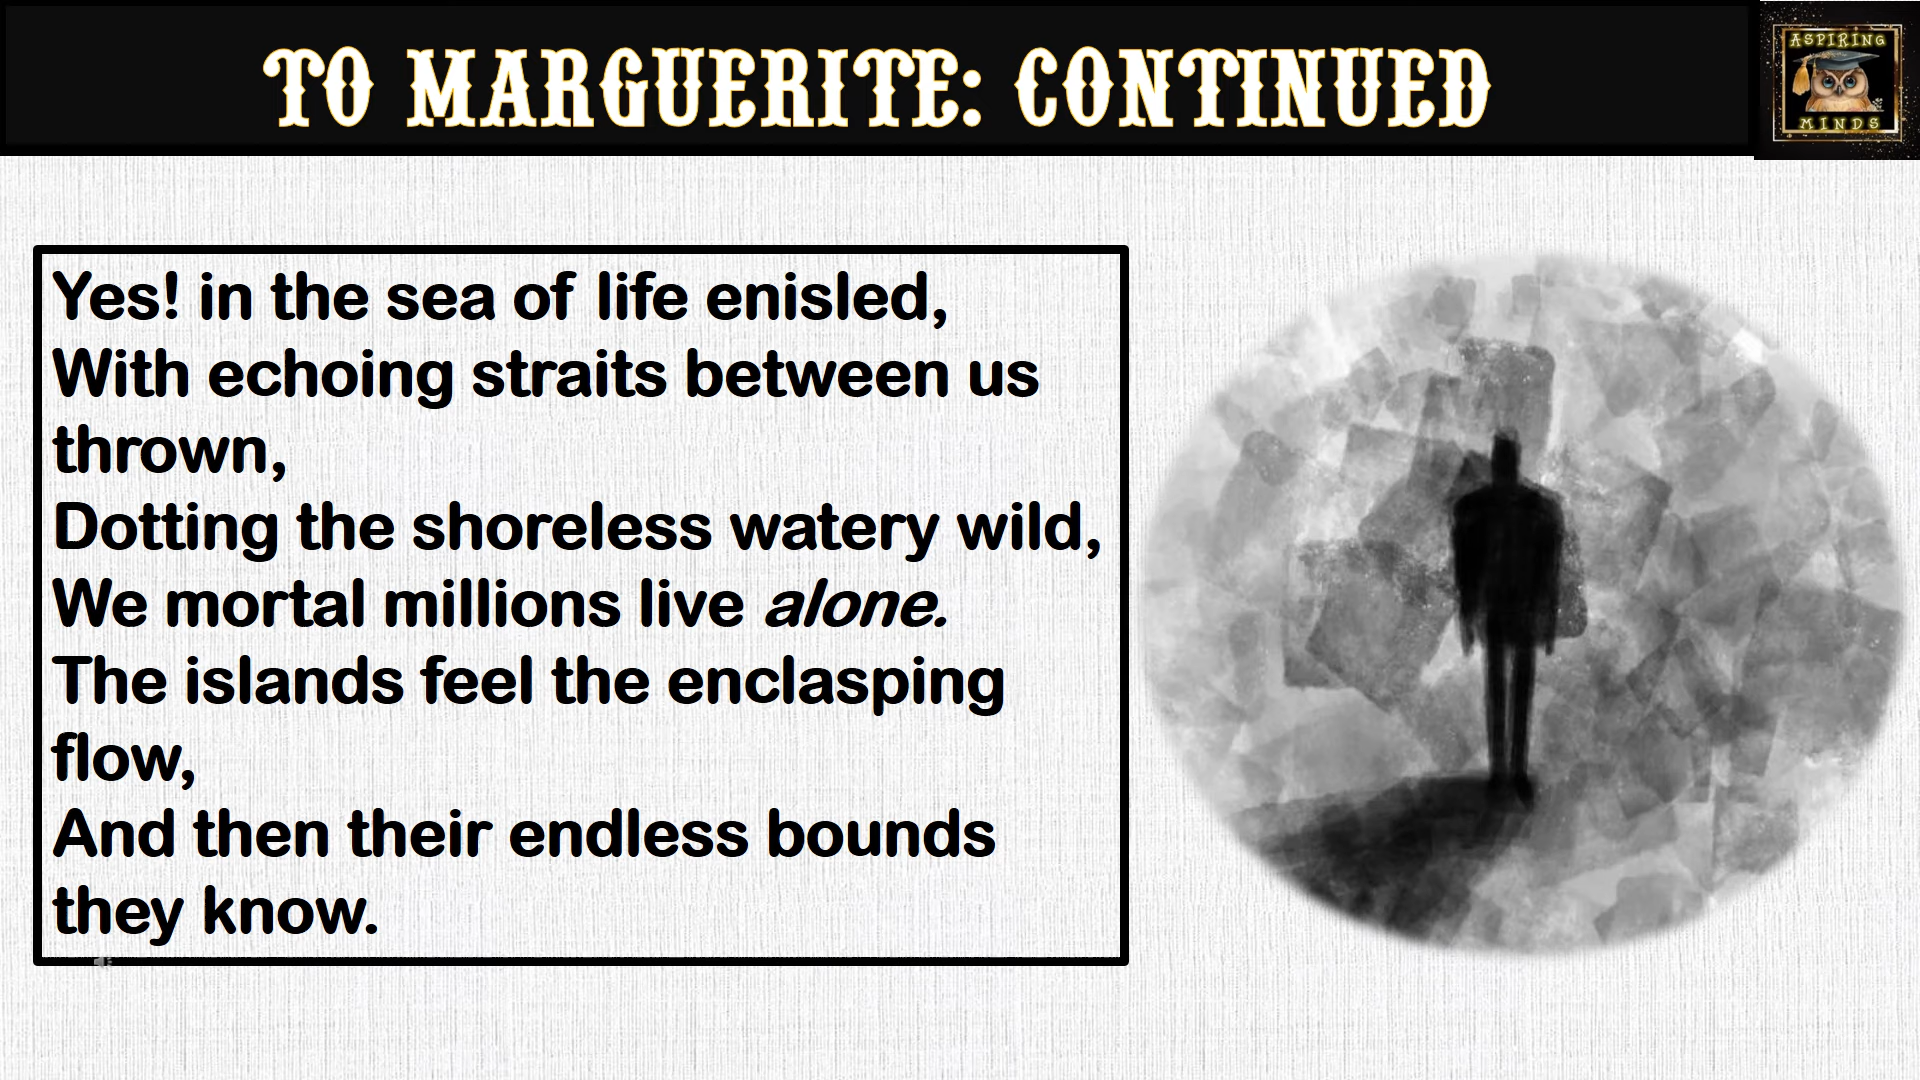 TO MARGUERITE: CONTINUED
ASPIRING
MINDS
Yes! in the sea of life enisled,
With echoing straits between us
thrown,
Dotting the shoreless watery wild,
We mortal millions live alone.
The islands feel the enclasping
flow,
And then their endless bounds
they know.